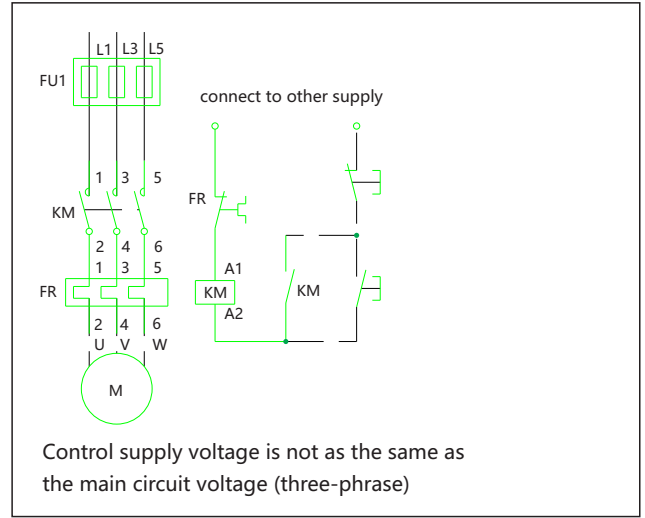 L1 L3 L5
FU1
connect to other supply
1 3 5
FR
KM
2 4 6
1 3 5
A1
FR
KM
KM
A2
2 4 6
U V W
M
Control supply voltage is not as the same as
the main circuit voltage (three-phrase)